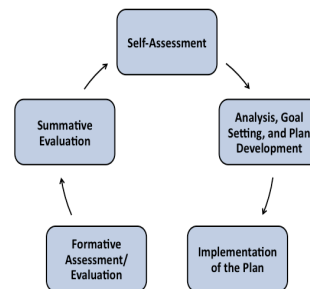 Self-Assessment
Analysis, Goal
Setting, and Plan
Development
Implementation
of the Plan
Formative
Assessment/
Evaluation
Summative
Evaluation